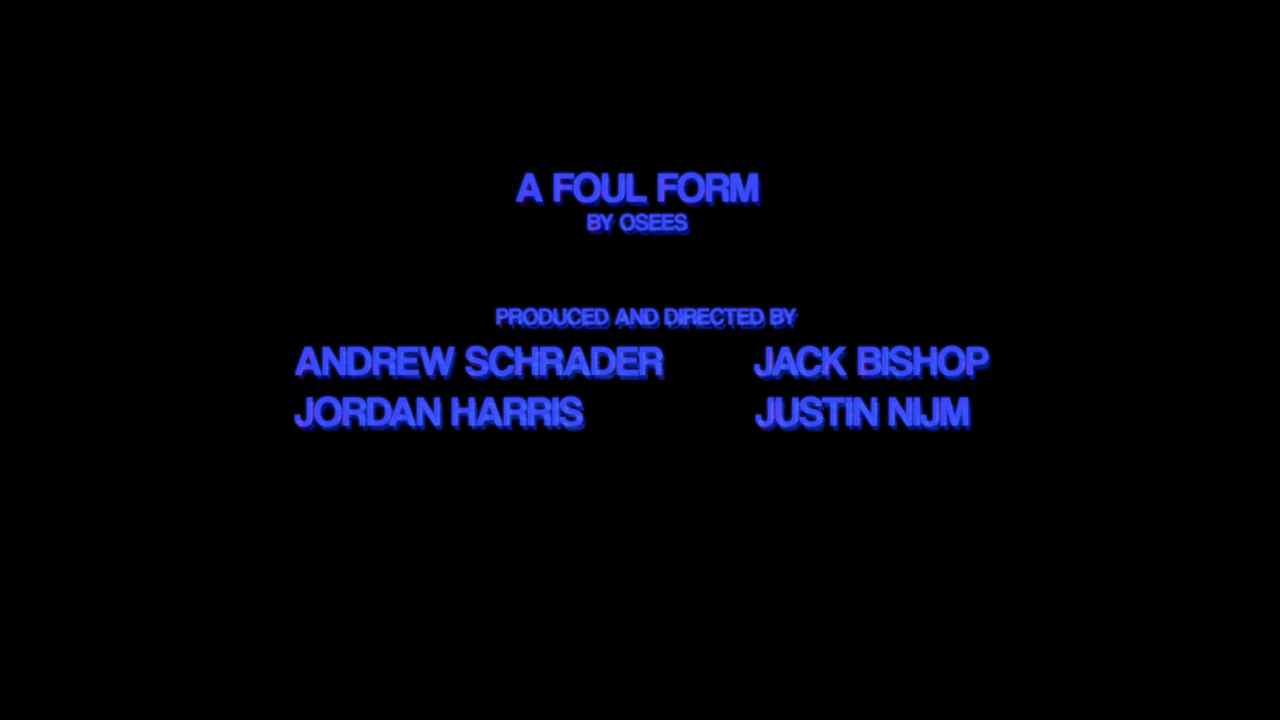 A FOUL FORM
BY OSEES
PRODUCED AND DIRECTED BY
ANDREW SCHRADER JACK BISHOP
JORDAN HARRIS JUSTIN NIJM